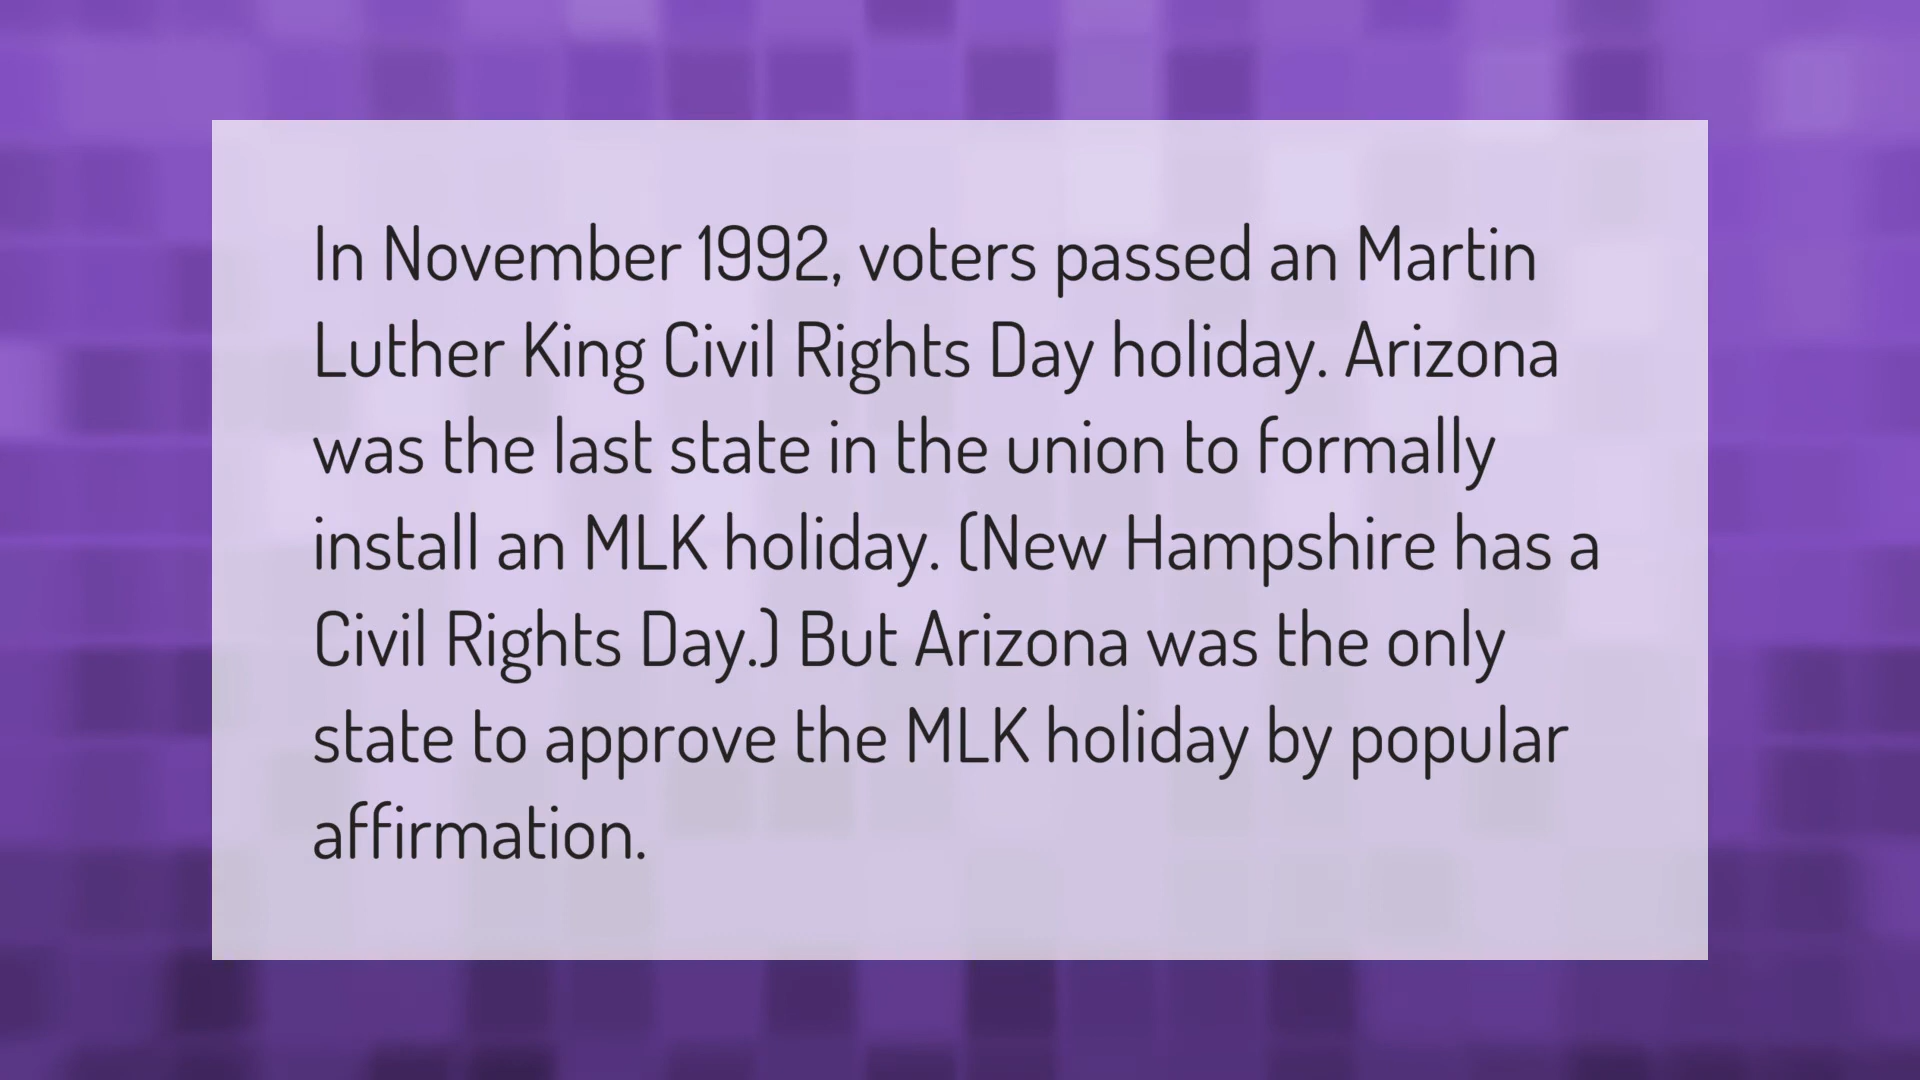 In November 1992, voters passed an Martin
Luther King Civil Rights Day holiday. Arizona
was the last state in the union to formally
install an MLK holiday. (New Hampshire has a
Civil Rights Day.) But Arizona was the only
state to approve the MLK holiday by popular
affirmation.